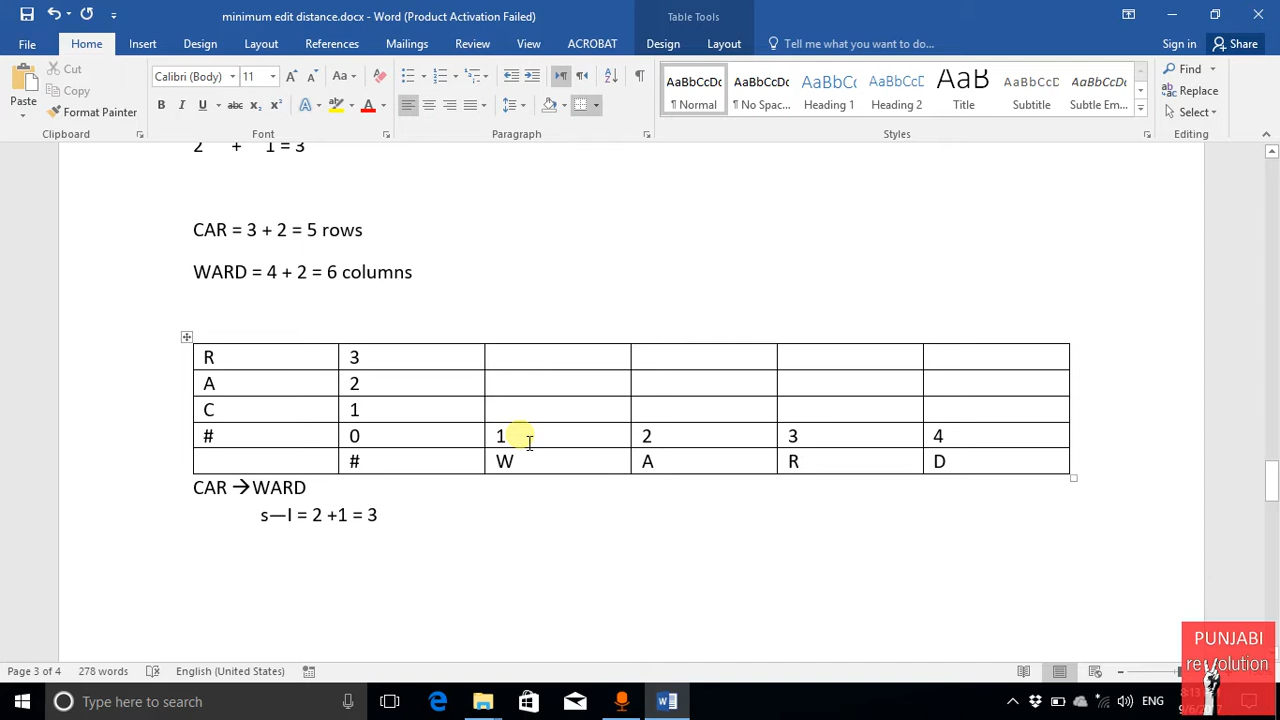 minimum edit distance.docx - Word (Product Activation Failed)
Table Tools
File Home Insert Design Layout References Mailings Review View ACROBAT Design Layout Tell me what you want to do... Sign in Share
Paste
Cut
Copy
Format Painter
Clipboard
Calibri (Body) 11
Font
Paragraph
AaBbCcDc AaBbCcDc AaBbCc AaBbCcD AaB AaBbCcD AaBbCcDc
¶ Normal ¶ No Spac... Heading Heading 2 Title Subtitle Subtle Em...
Styles
Find
Replace
Select
Editing
2 + 1 = 3
CAR = 3 + 2 = 5 rows
WARD = 4 + 2 = 6 columns
R 3
A 2
C 1
# 0 1 2 3 4
# W A R D
CAR →WARD
s—I = 2 +1 = 3
Page 3 of 4 278 words English (United States)
PUNJABI
revolution
Type here to search
ENG